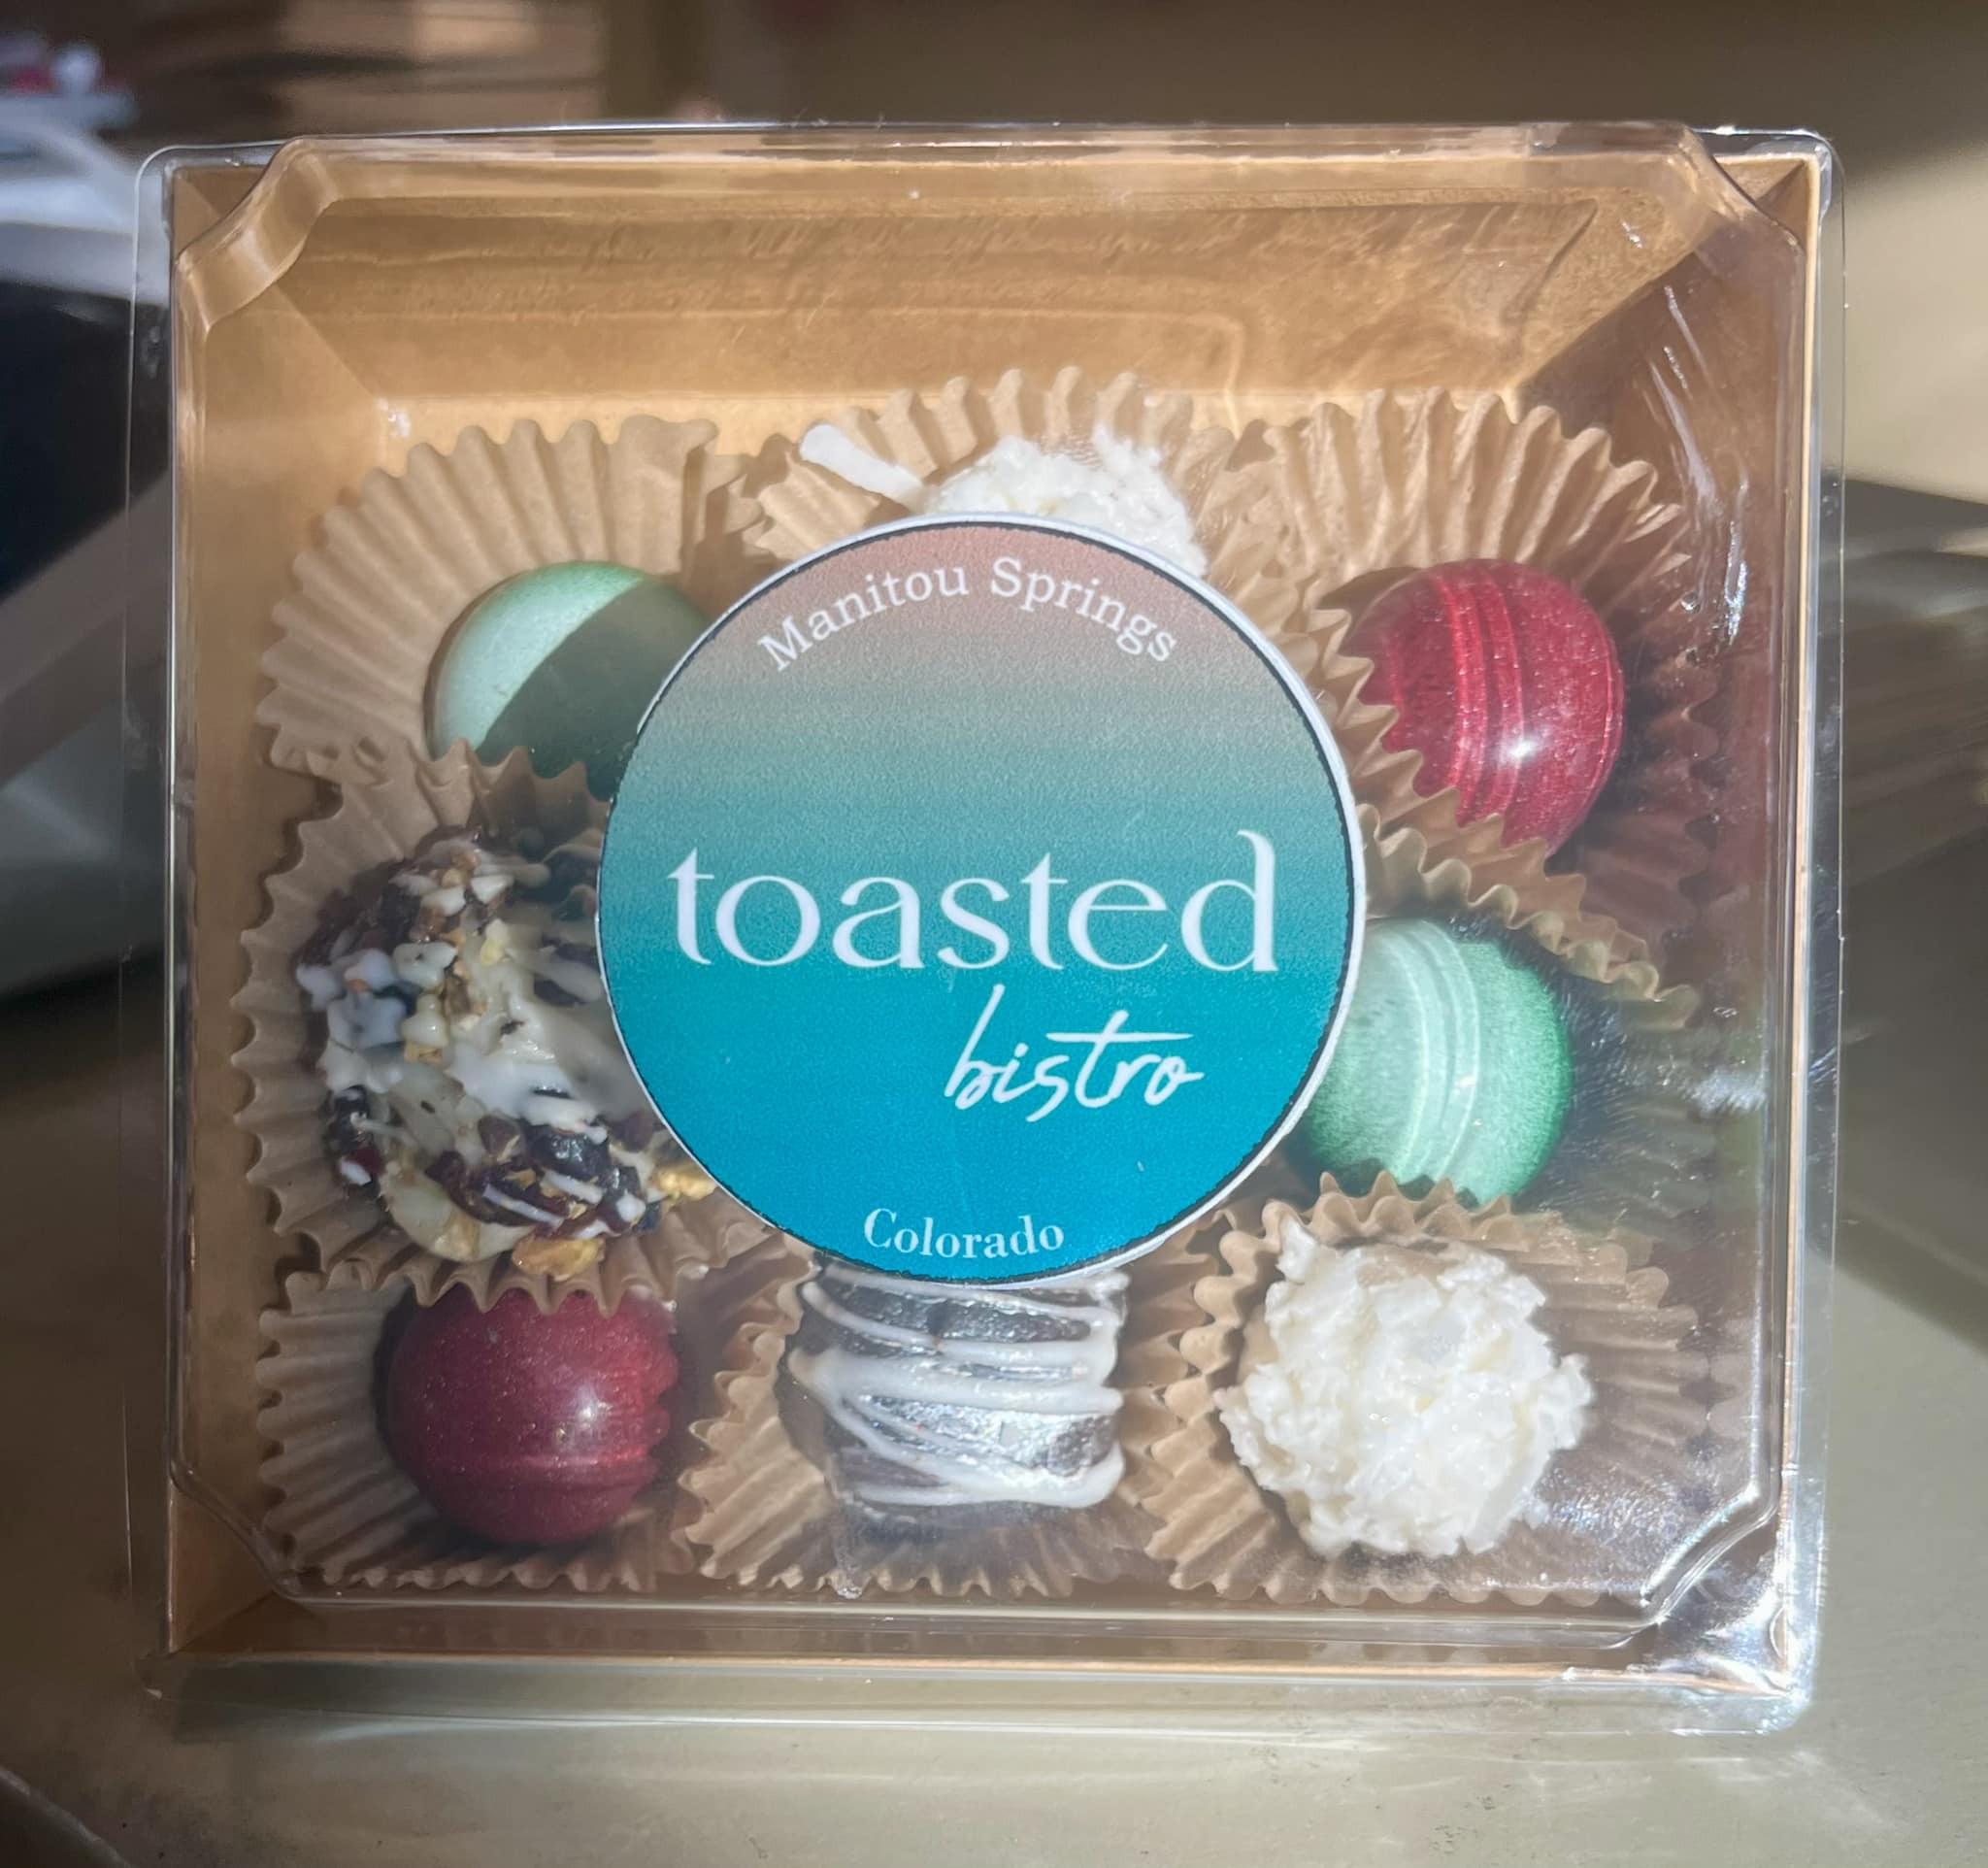 Manitou Springs
toasted
bistro
Colorado